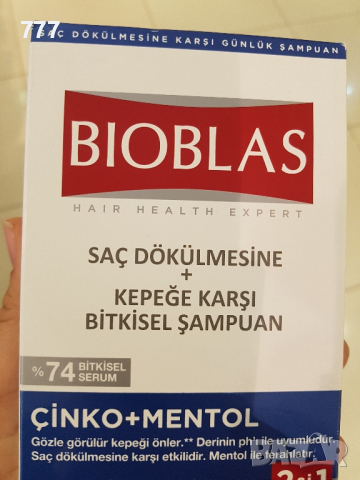 777
SAÇ DÖKÜLMESİNE KARŞI GÜNLÜK ŞAMPUAN
BIOBLAS
HAIR HEALTH EXPERT
SAÇ DÖKÜLMESİNE
+
KEPEĞE KARŞI
BİTKİSEL ŞAMPUAN
%74 BİTKİSEL SERUM
ÇİNKO+MENTOL
Gözle görülür kepeği önler.** Derinin ph'ı ile uyumludur.
Saç dökülmesine karşı etkilidir. Mentol ile ferahlatır.